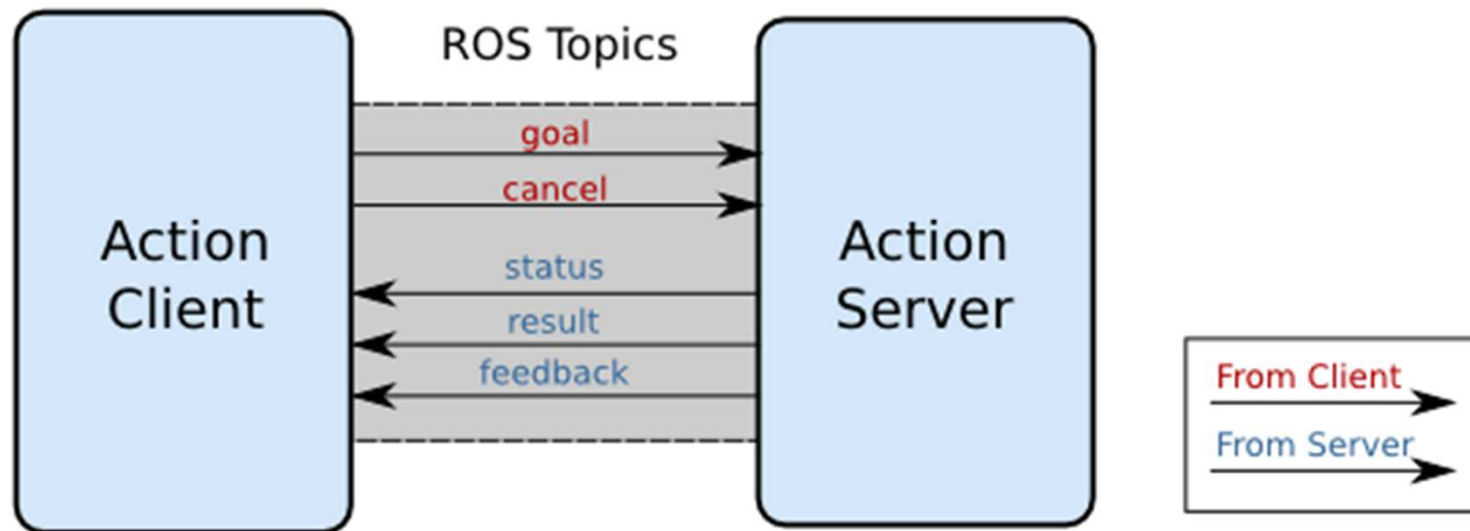 ROS Topics
goal
cancel
status
result
feedback
Action
Client
Action
Server
From Client
From Server